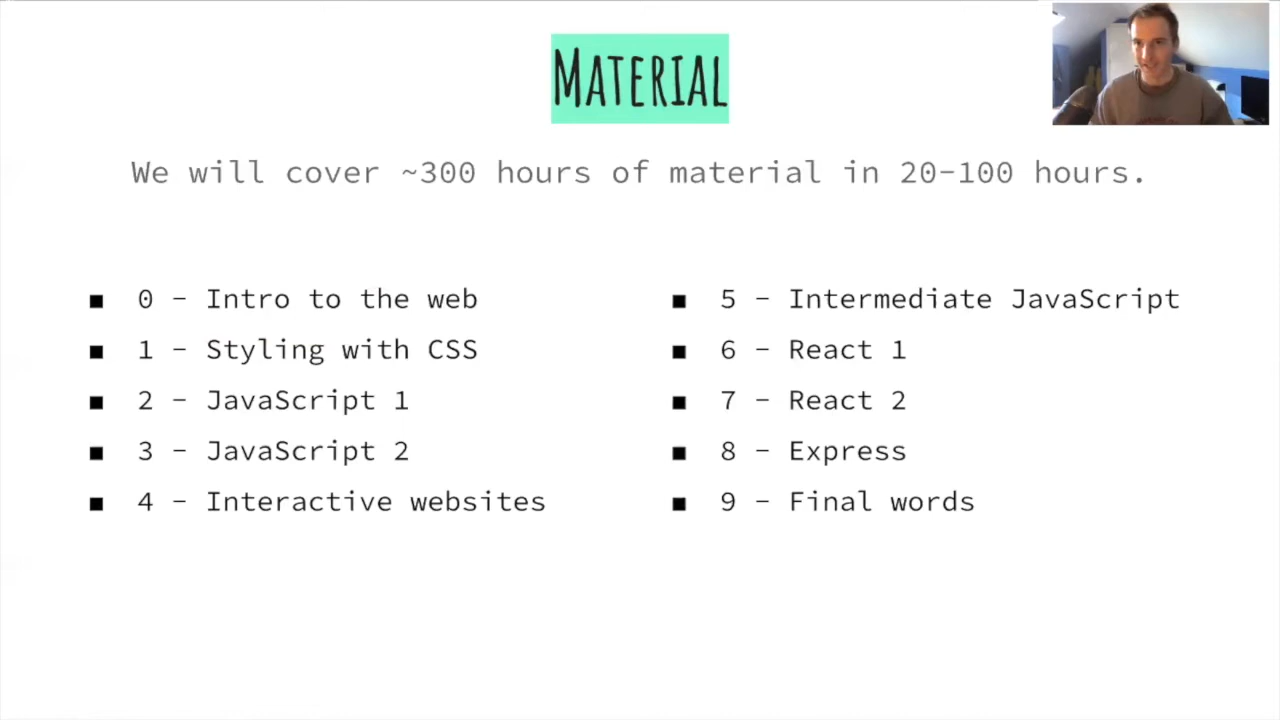 Material
We will cover ~300 hours of material in 20-100 hours.
■ 0 - Intro to the web
■ 1 - Styling with CSS
■ 2 - JavaScript 1
■ 3 - JavaScript 2
■ 4 - Interactive websites
■ 5 - Intermediate JavaScript
■ 6 - React 1
■ 7 - React 2
■ 8 - Express
■ 9 - Final words